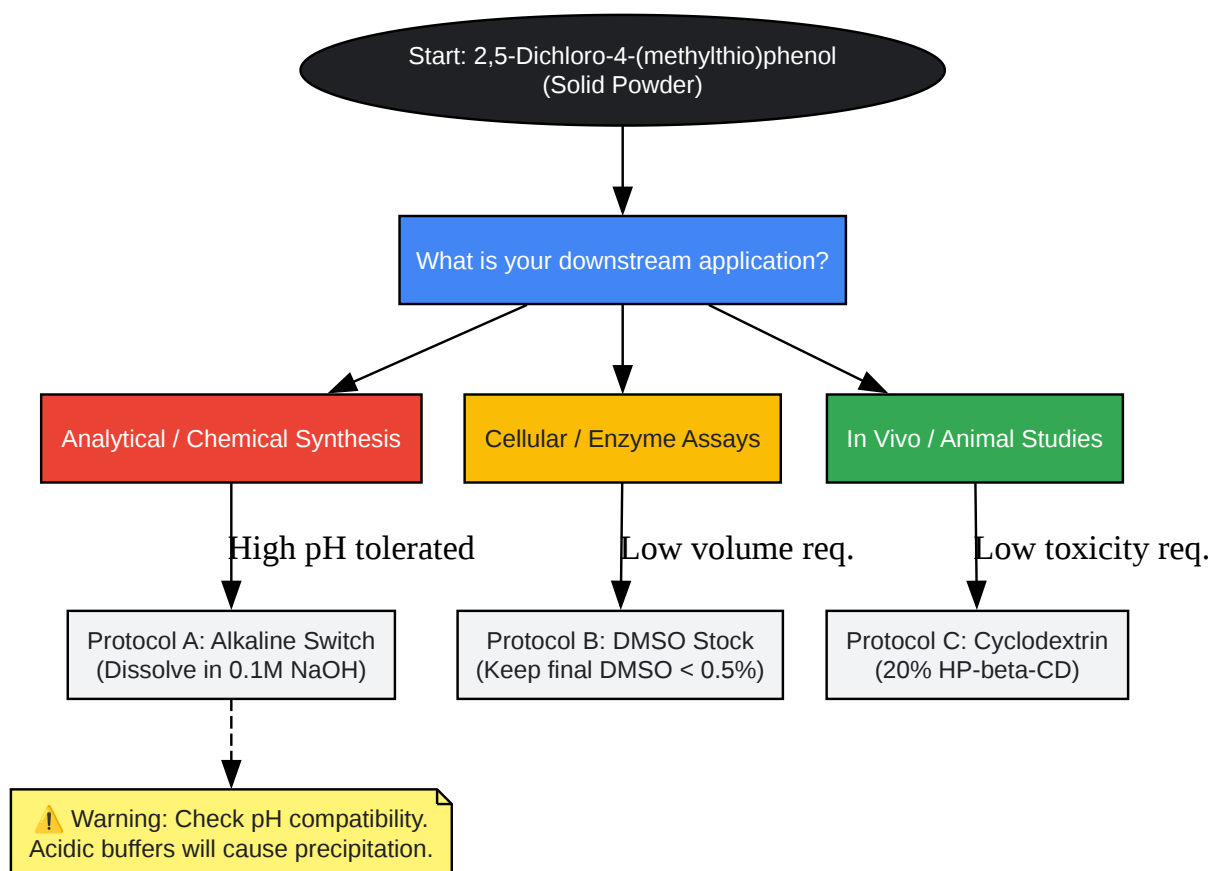 Start: 2,5-Dichloro-4-(methylthio)phenol
(Solid Powder)
What is your downstream application?
Analytical / Chemical Synthesis
Cellular / Enzyme Assays
In Vivo / Animal Studies
High pH tolerated
Low volume req.
Low toxicity req.
Protocol A: Alkaline Switch
(Dissolve in 0.1M NaOH)
Protocol B: DMSO Stock
(Keep final DMSO < 0.5%)
Protocol C: Cyclodextrin
(20% HP-beta-CD)
⚠️ Warning: Check pH compatibility.
Acidic buffers will cause precipitation.